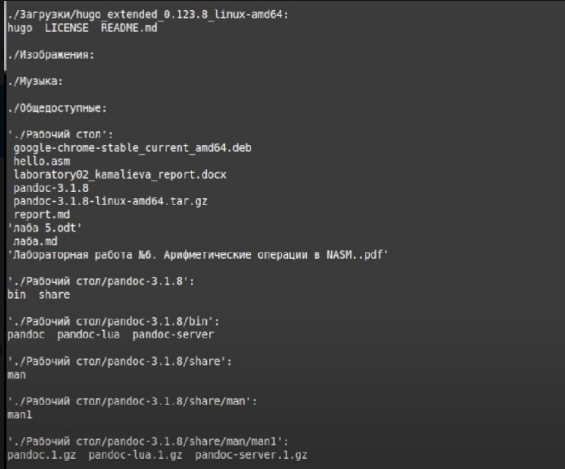 ./Загрузки/hugo_extended_0.123.8_linux-amd64:
hugo  LICENSE  README.md
./Изображения:
./Музыка:
./Общедоступные:
'./Рабочий стол':
google-chrome-stable_current_amd64.deb
hello.asm
laboratory02_kamalieva_report.docx
pandoc-3.1.8
pandoc-3.1.8-linux-amd64.tar.gz
report.md
'лаба 5.odt'
лаба.md
'Лабораторная работа №6. Арифметические операции в NASM..pdf'
'./Рабочий стол/pandoc-3.1.8':
bin  share
'./Рабочий стол/pandoc-3.1.8/bin':
pandoc  pandoc-lua  pandoc-server
'./Рабочий стол/pandoc-3.1.8/share':
man
'./Рабочий стол/pandoc-3.1.8/share/man':
man1
'./Рабочий стол/pandoc-3.1.8/share/man/man1':
pandoc.1.gz  pandoc-lua.1.gz  pandoc-server.1.gz